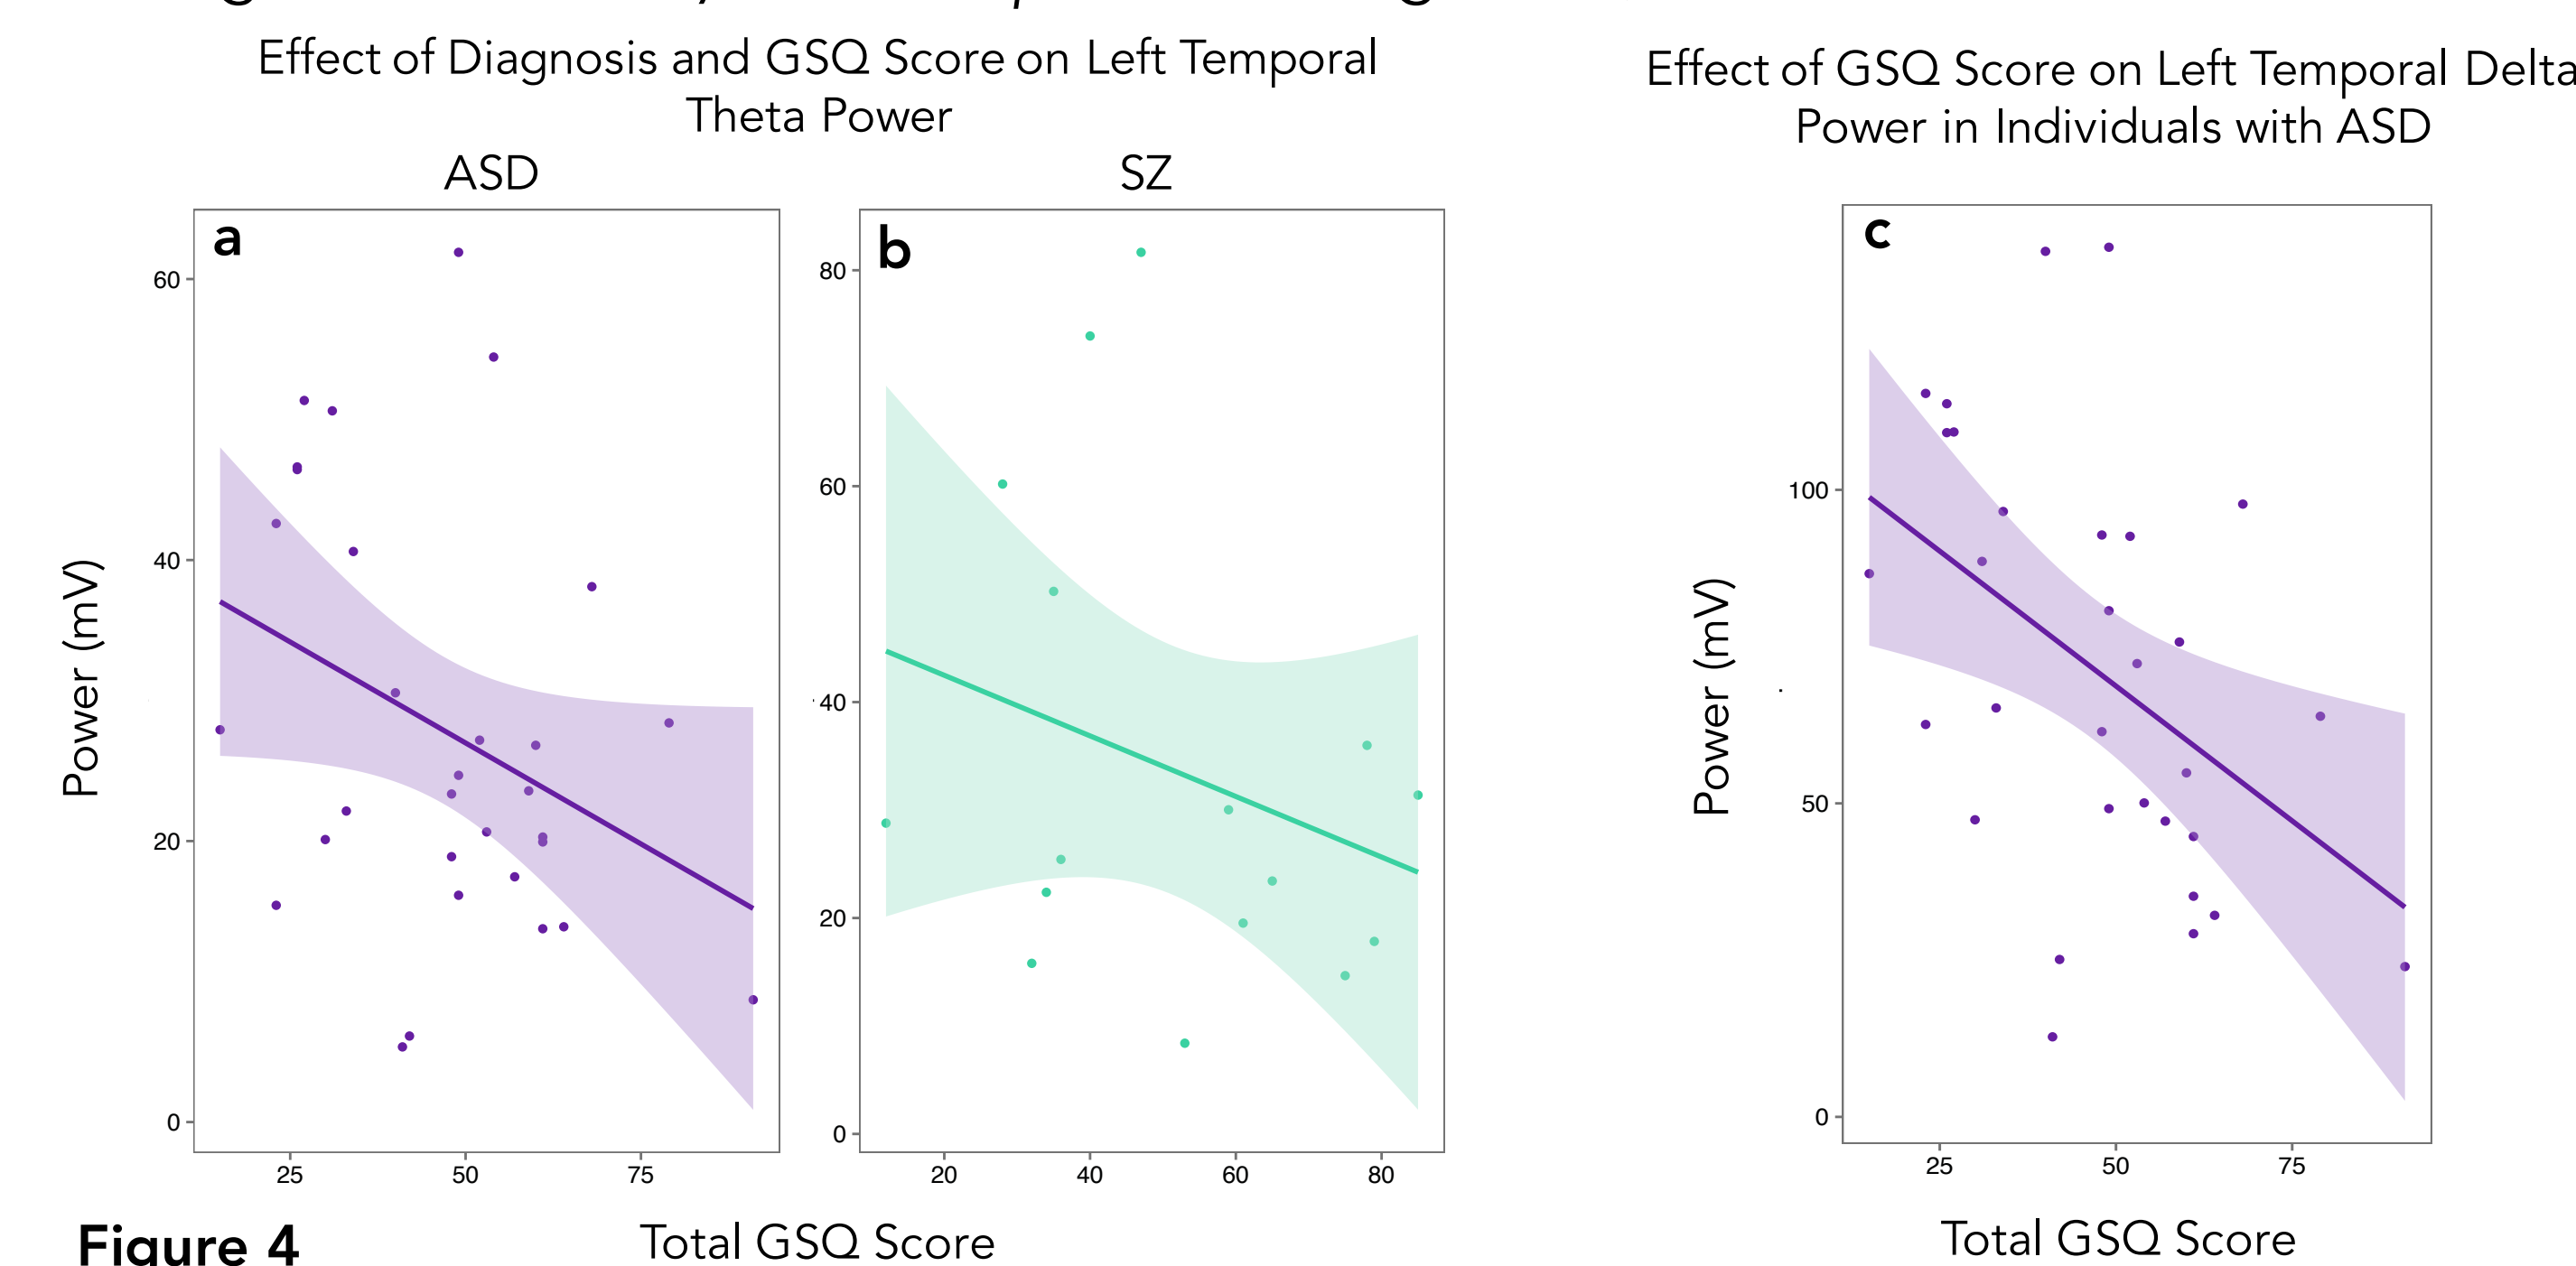 Effect of Diagnosis and GSQ Score on Left Temporal
Theta Power
ASD
SZ
a
60
40
20
0
25
50
75
Power (mV)
b
80
60
40
20
0
20
40
60
80
Total GSQ Score
Effect of GSQ Score on Left Temporal Delta
Power in Individuals with ASD
c
100
50
0
25
50
75
Power (mV)
Total GSQ Score
Figure 4